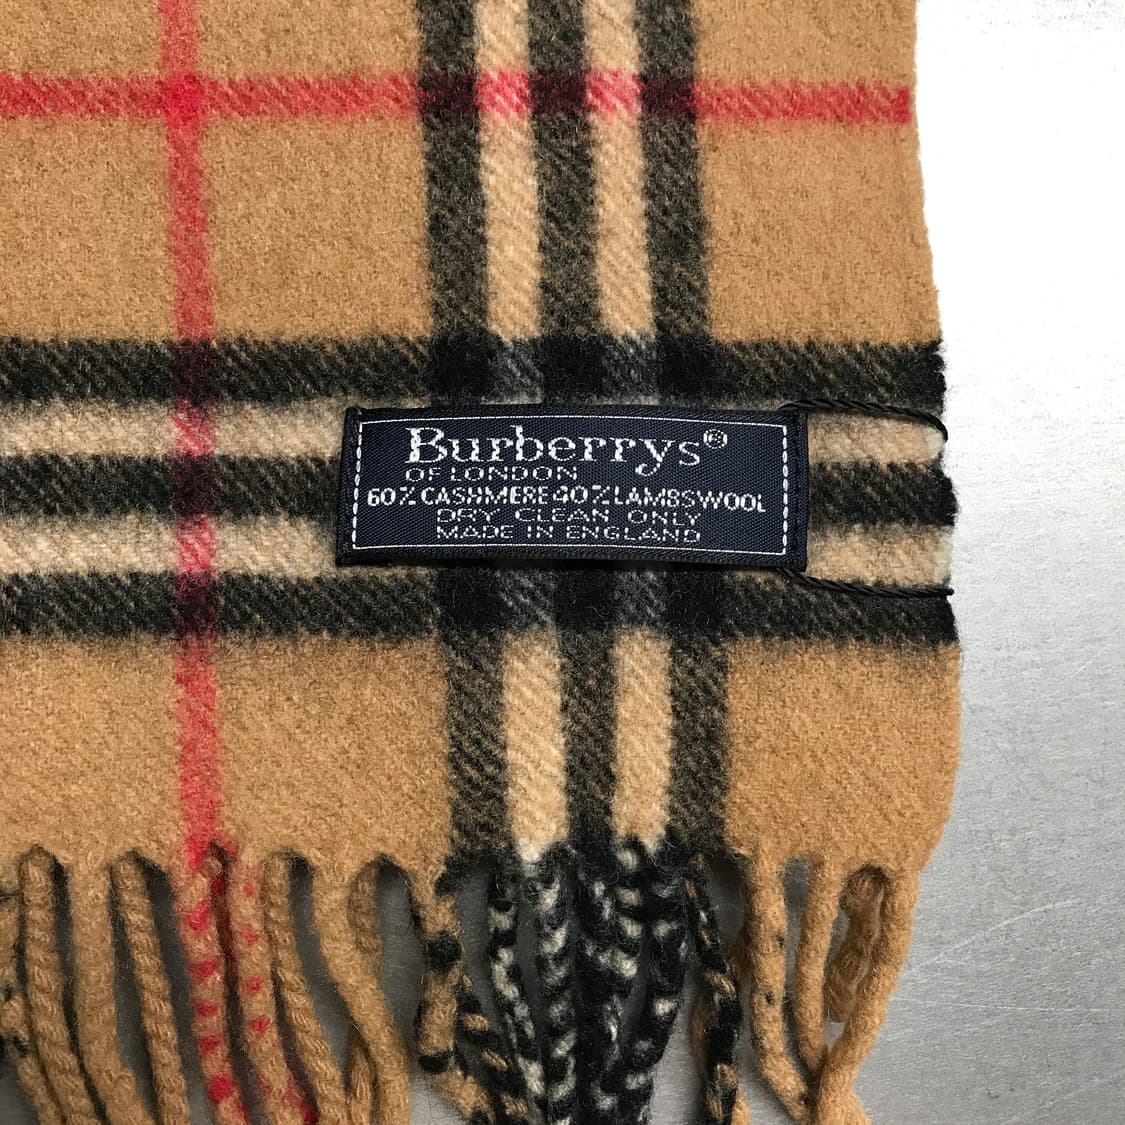 Burberrys®
OF LONDON
60% CASHMERE 40% LAMBSWOOL
DRY CLEAN ONLY
MADE IN ENGLAND